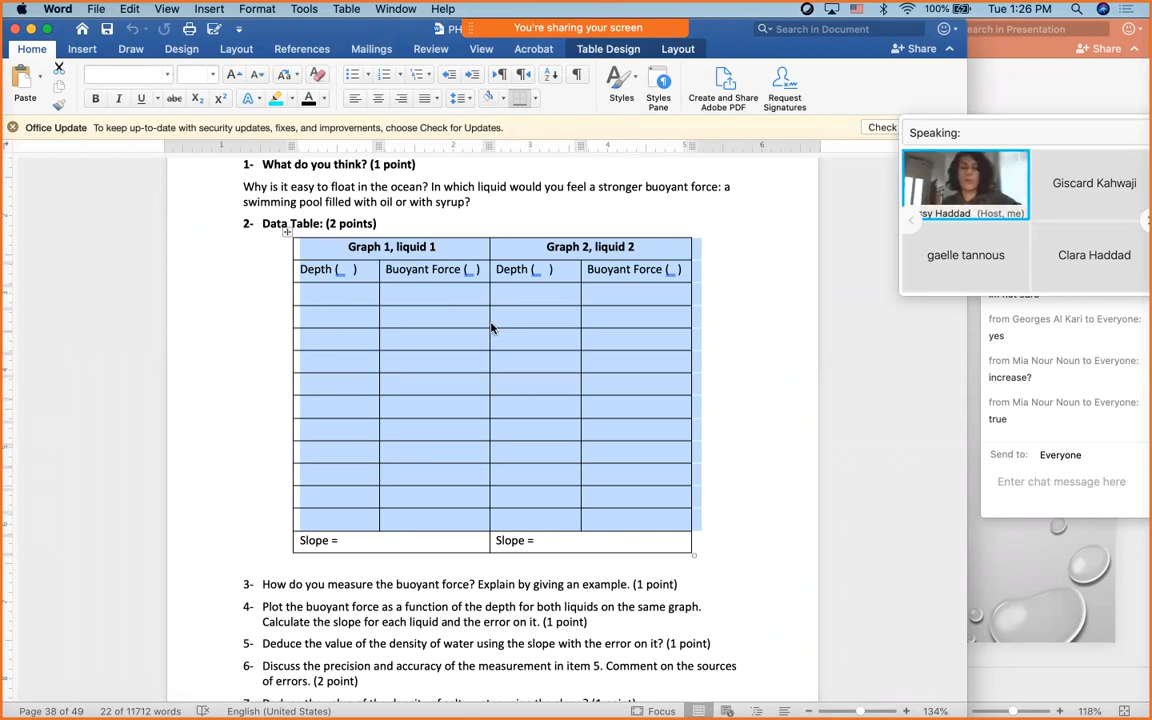 Word File Edit View Insert Format Tools Table Window Help
100% Tue 1:26 PM
PH
You're sharing your screen
Search in Document
earch in Presentation
Home Insert Draw Design Layout References Mailings Review View Acrobat Table Design Layout
Share
Share
Paste
Styles
Styles Pane
Create and Share Adobe PDF
Request Signatures
Office Update To keep up-to-date with security updates, fixes, and improvements, choose Check for Updates.
Check
Speaking:
ssy Haddad (Host, me)
Giscard Kahwaji
gaelle tannous
Clara Haddad
from Georges Al Kari to Everyone:
yes
from Mia Nour Noun to Everyone:
increase?
from Mia Nour Noun to Everyone:
true
Send to: Everyone
Enter chat message here
1- What do you think? (1 point)
Why is it easy to float in the ocean? In which liquid would you feel a stronger buoyant force: a
swimming pool filled with oil or with syrup?
2- Data Table: (2 points)
Graph 1, liquid 1 Graph 2, liquid 2
Depth (_ ) Buoyant Force (_ ) Depth (_ ) Buoyant Force (_ )
Slope = Slope =
3- How do you measure the buoyant force? Explain by giving an example. (1 point)
4- Plot the buoyant force as a function of the depth for both liquids on the same graph.
Calculate the slope for each liquid and the error on it. (1 point)
5- Deduce the value of the density of water using the slope with the error on it? (1 point)
6- Discuss the precision and accuracy of the measurement in item 5. Comment on the sources
of errors. (2 point)
Page 38 of 49 22 of 11712 words English (United States) Focus 134% 118%